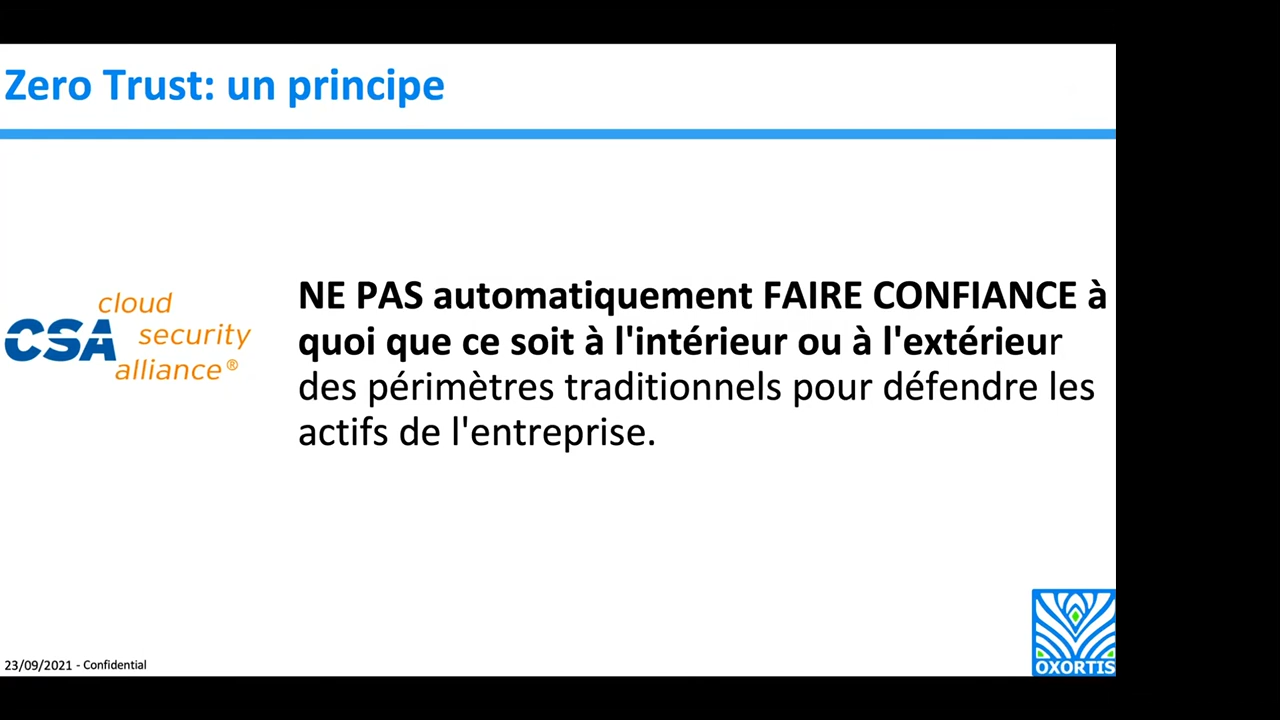 Zero Trust: un principe
cloud
CSA security
alliance®
NE PAS automatiquement FAIRE CONFIANCE à
quoi que ce soit à l'intérieur ou à l'extérieur
des périmètres traditionnels pour défendre les
actifs de l'entreprise.
23/09/2021 - Confidential
OXORTIS